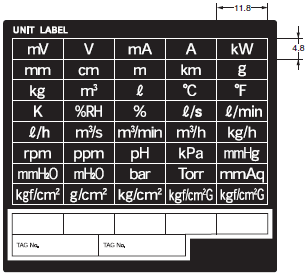 11.8
UNIT LABEL
mV V mA A kW
4.8
mm cm m km g
kg m³ ℓ °C °F
K %RH % ℓ/s ℓ/min
ℓ/h m³/s m³/min m³/h kg/h
rpm ppm pH kPa mmHg
mmH₂O mH₂O bar Torr mmAq
kgf/cm² g/cm² kg/cm² kgf/cm²G kgf/cm²G
TAG No. TAG No.